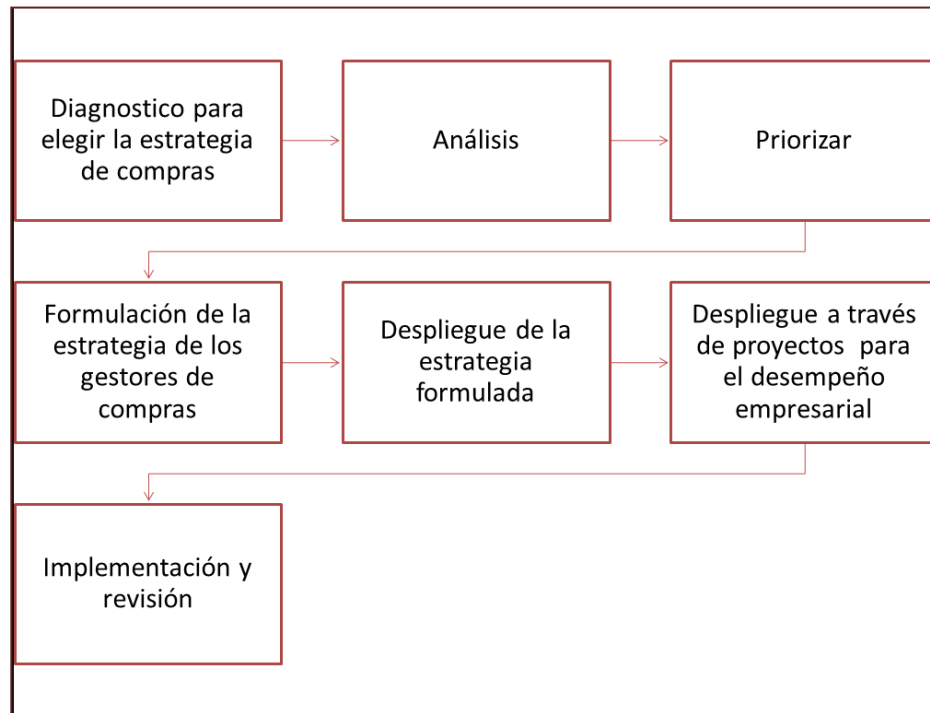 Diagnostico para
elegir la estrategia
de compras
Análisis
Priorizar
Formulación de la
estrategia de los
gestores de
compras
Despliegue de la
estrategia
formulada
Despliegue a través
de proyectos para
el desempeño
empresarial
Implementación y
revisión